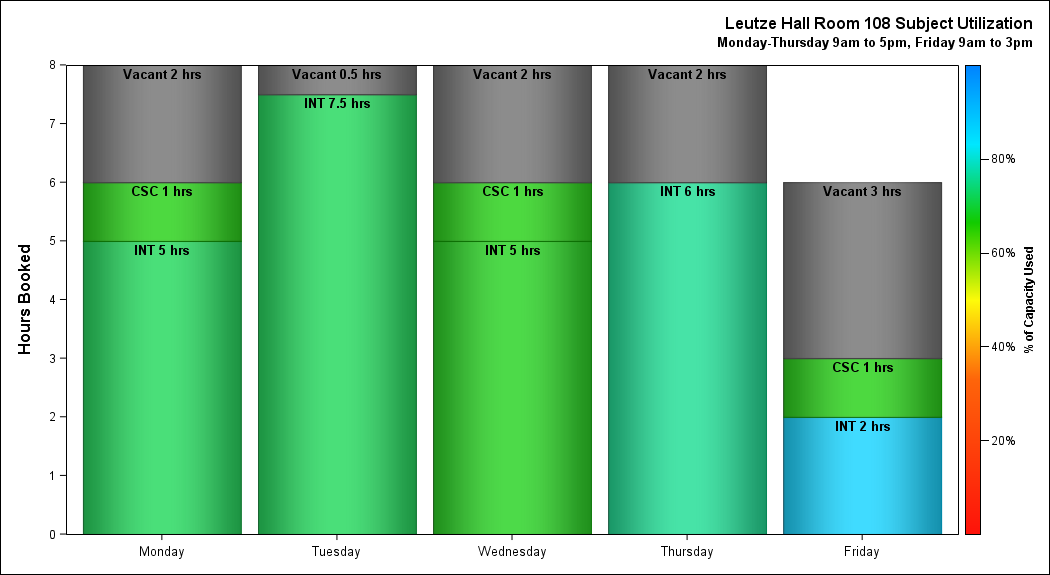 Leutze Hall Room 108 Subject Utilization
Monday-Thursday 9am to 5pm, Friday 9am to 3pm
Hours Booked
8
7
6
5
4
3
2
1
0
Vacant 2 hrs
CSC 1 hrs
INT 5 hrs
Monday
Vacant 0.5 hrs
INT 7.5 hrs
Tuesday
Vacant 2 hrs
CSC 1 hrs
INT 5 hrs
Wednesday
Vacant 2 hrs
INT 6 hrs
Thursday
Vacant 3 hrs
CSC 1 hrs
INT 2 hrs
Friday
80%
60%
40%
20%
% of Capacity Used